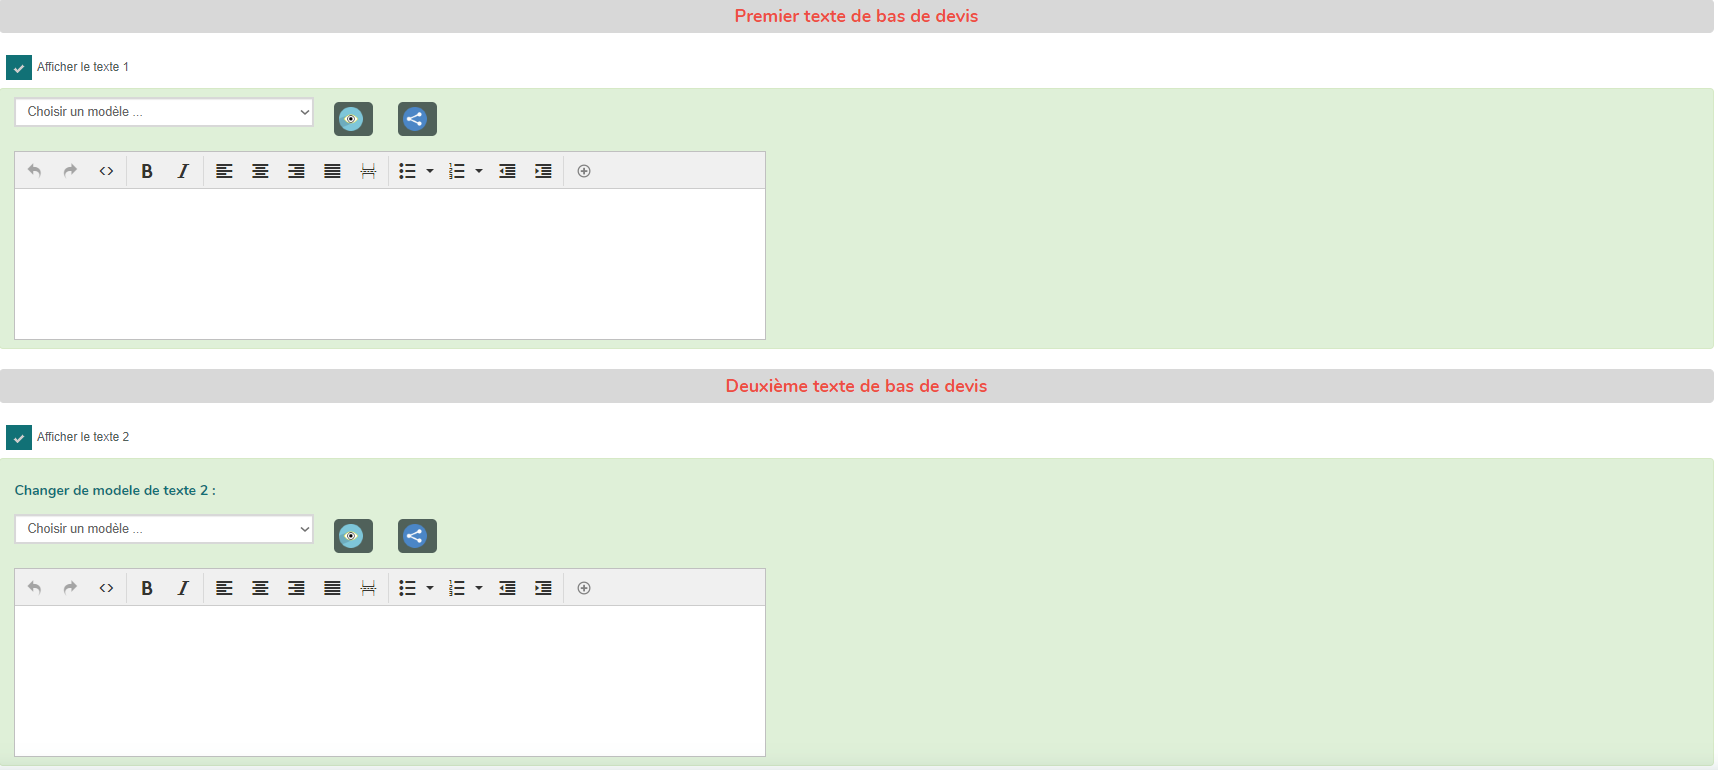 Premier texte de bas de devis
Afficher le texte 1
Choisir un modèle ...
Deuxième texte de bas de devis
Afficher le texte 2
Changer de modele de texte 2 :
Choisir un modèle ...